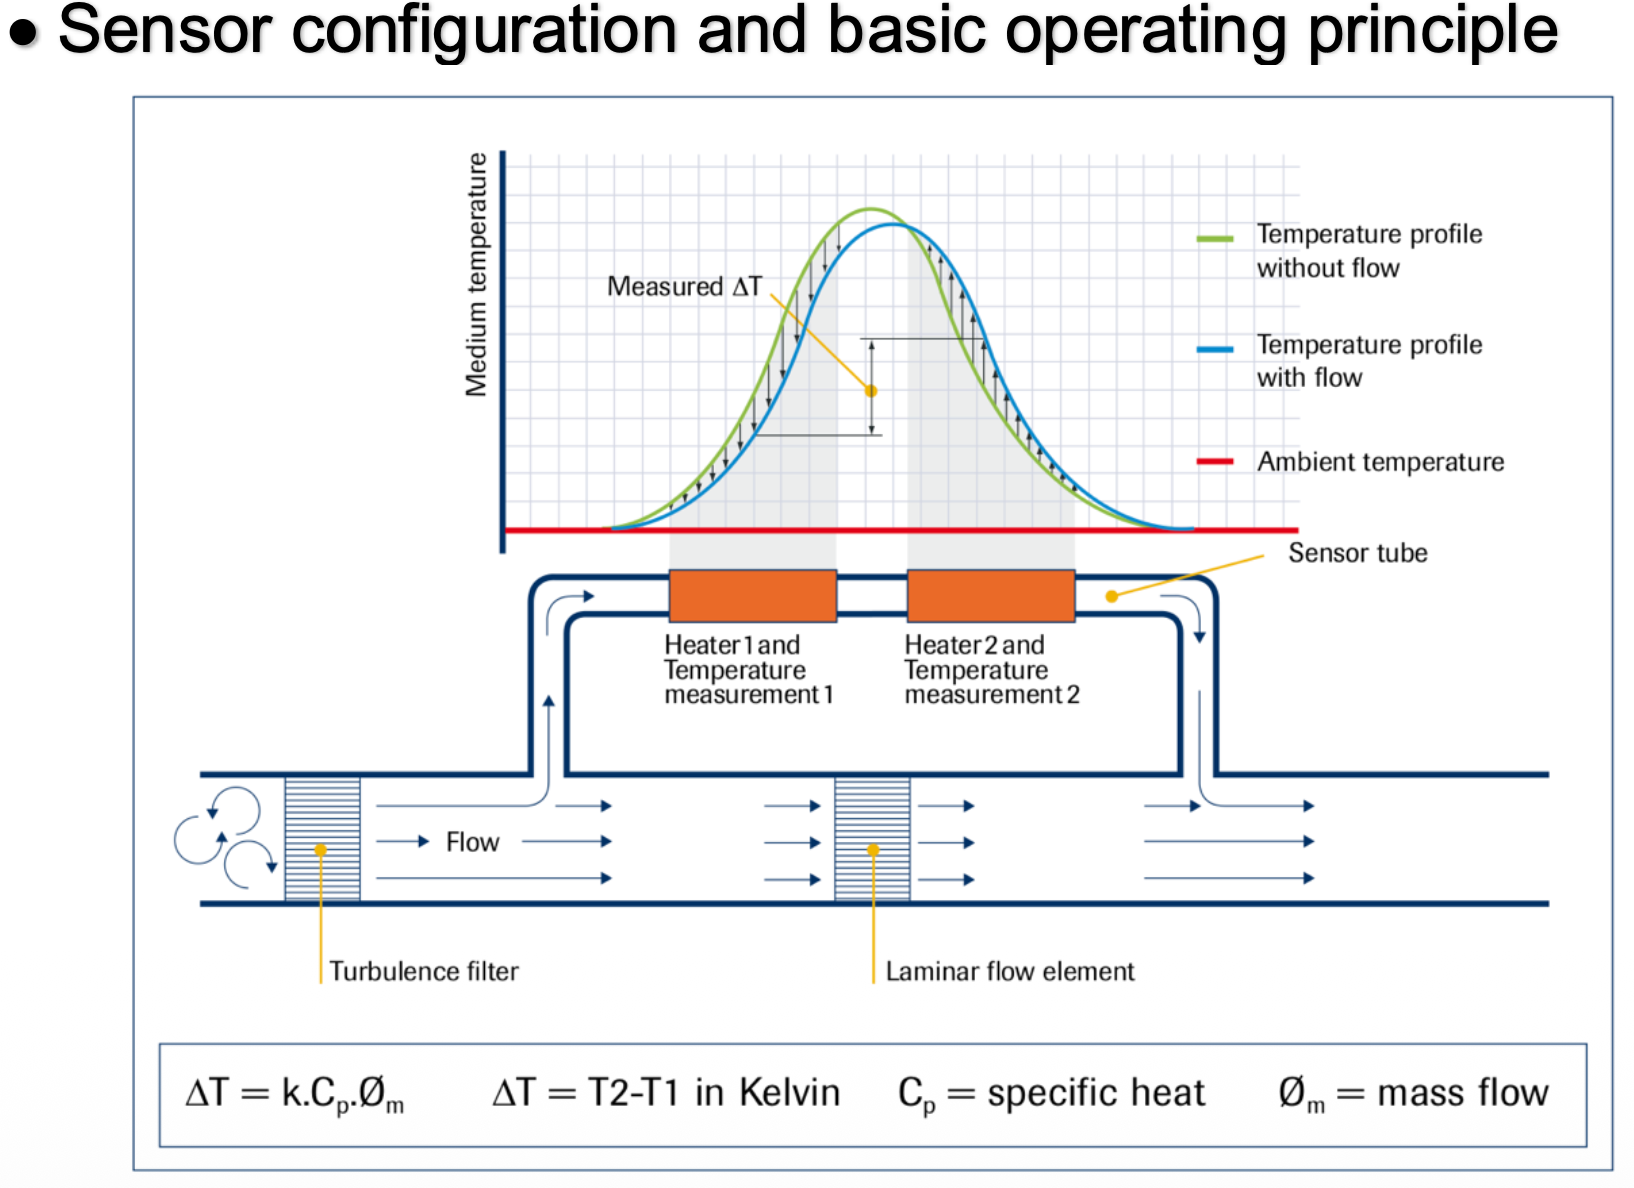 • Sensor configuration and basic operating principle
Medium temperature
Measured ΔT
Temperature profile
without flow
Temperature profile
with flow
Ambient temperature
Sensor tube
Heater 1 and
Temperature
measurement 1
Heater 2 and
Temperature
measurement 2
Flow
Turbulence filter
Laminar flow element
ΔT = k.Cp.Øm ΔT = T2-T1 in Kelvin Cp = specific heat Øm = mass flow